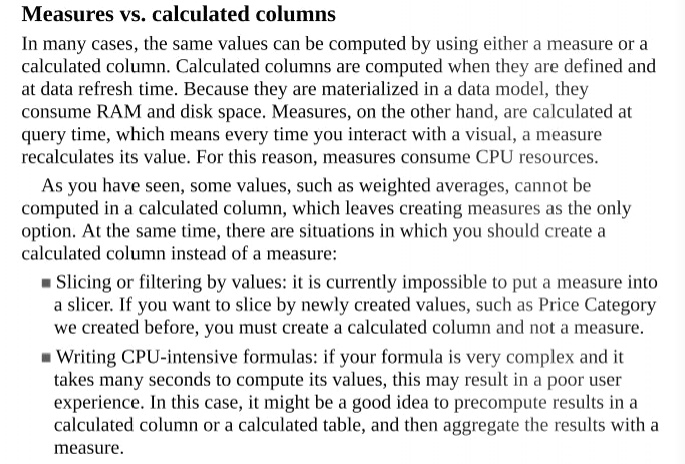 Measures vs. calculated columns
In many cases, the same values can be computed by using either a measure or a
calculated column. Calculated columns are computed when they are defined and
at data refresh time. Because they are materialized in a data model, they
consume RAM and disk space. Measures, on the other hand, are calculated at
query time, which means every time you interact with a visual, a measure
recalculates its value. For this reason, measures consume CPU resources.
As you have seen, some values, such as weighted averages, cannot be
computed in a calculated column, which leaves creating measures as the only
option. At the same time, there are situations in which you should create a
calculated column instead of a measure:
■ Slicing or filtering by values: it is currently impossible to put a measure into
a slicer. If you want to slice by newly created values, such as Price Category
we created before, you must create a calculated column and not a measure.
■ Writing CPU-intensive formulas: if your formula is very complex and it
takes many seconds to compute its values, this may result in a poor user
experience. In this case, it might be a good idea to precompute results in a
calculated column or a calculated table, and then aggregate the results with a
measure.